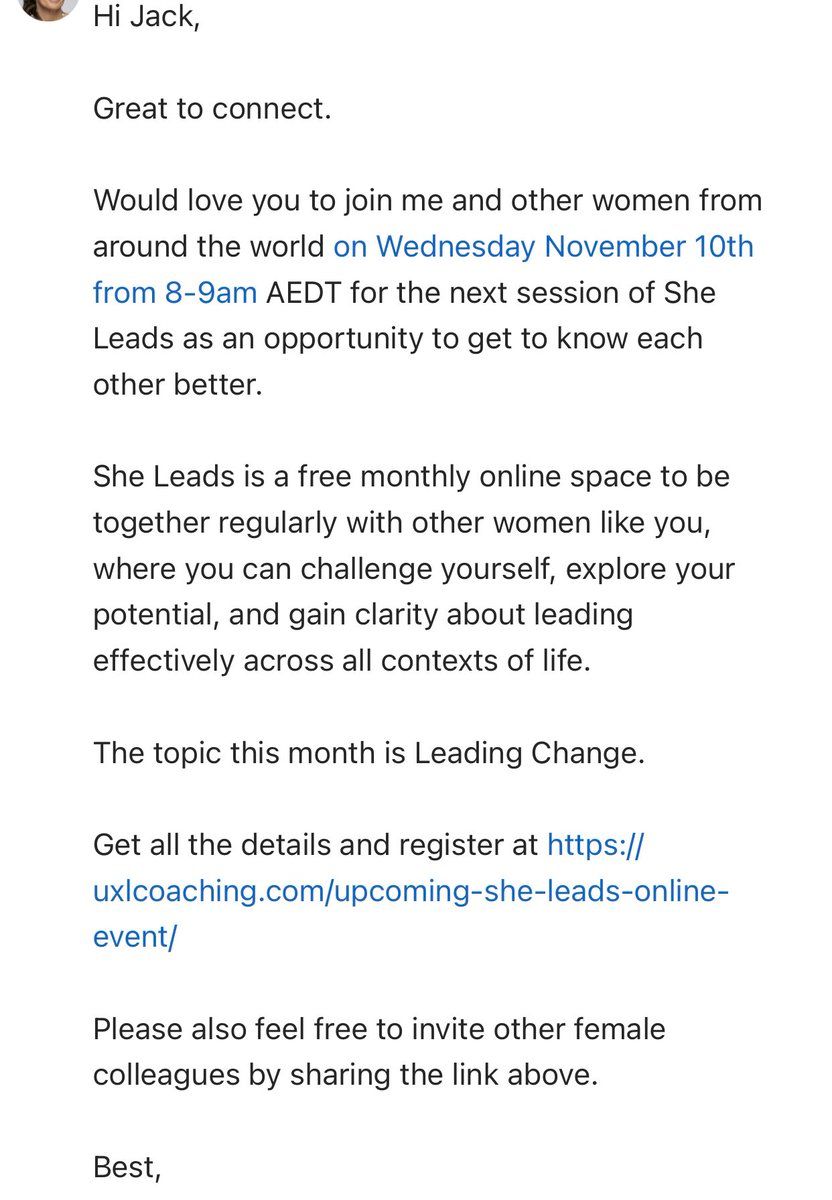 Hi Jack,
Great to connect.
Would love you to join me and other women from
around the world on Wednesday November 10th
from 8-9am AEDT for the next session of She
Leads as an opportunity to get to know each
other better.
She Leads is a free monthly online space to be
together regularly with other women like you,
where you can challenge yourself, explore your
potential, and gain clarity about leading
effectively across all contexts of life.
The topic this month is Leading Change.
Get all the details and register at https://
uxlcoaching.com/upcoming-she-leads-online-
event/
Please also feel free to invite other female
colleagues by sharing the link above.
Best,